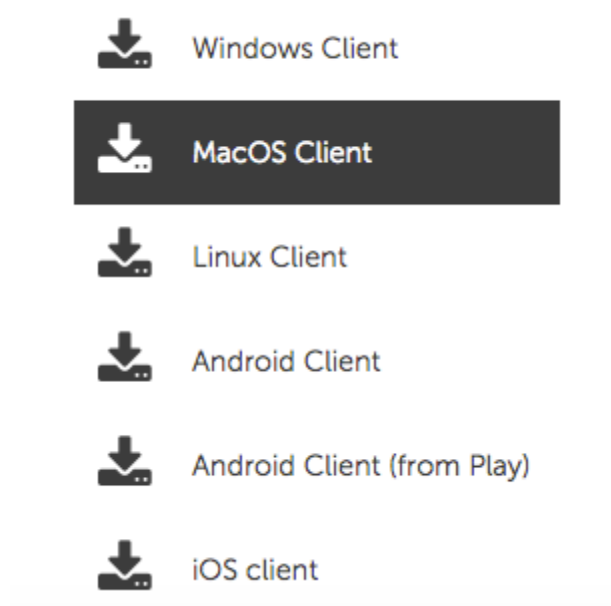 Windows Client
MacOS Client
Linux Client
Android Client
Android Client (from Play)
iOS client